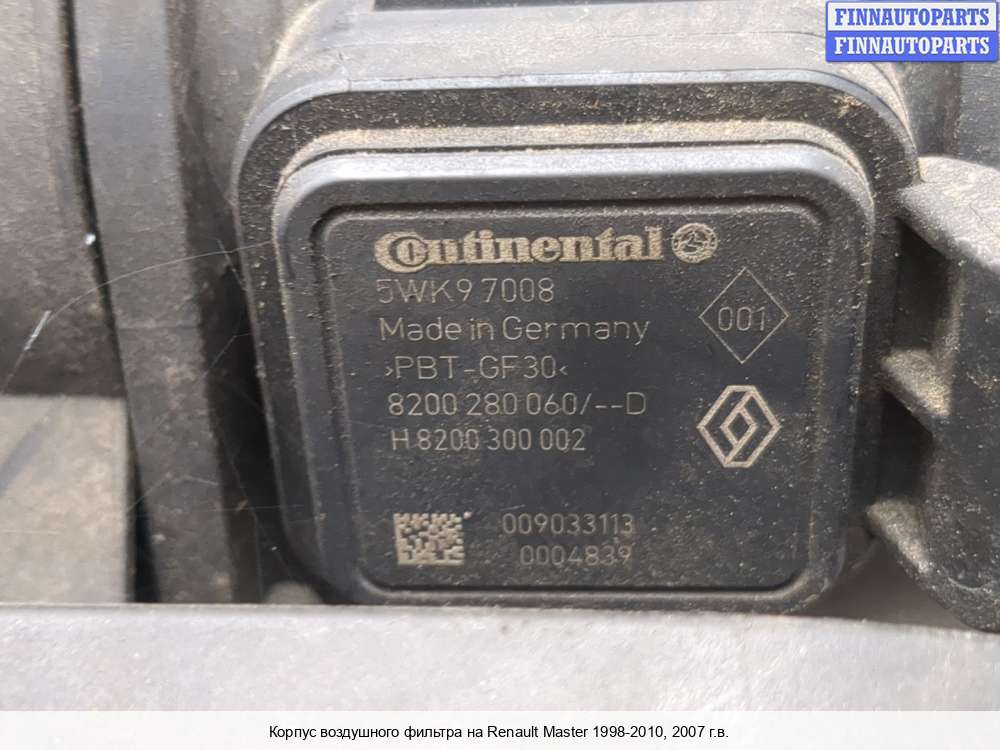 FINNAUTOPARTS
FINNAUTOPARTS
Continental
5WK9 7008
001
Made in Germany
>PBT-GF30<
8200 280 060/--D
H 8200 300 002
009033113
0004839
Корпус воздушного фильтра на Renault Master 1998-2010, 2007 г.в.